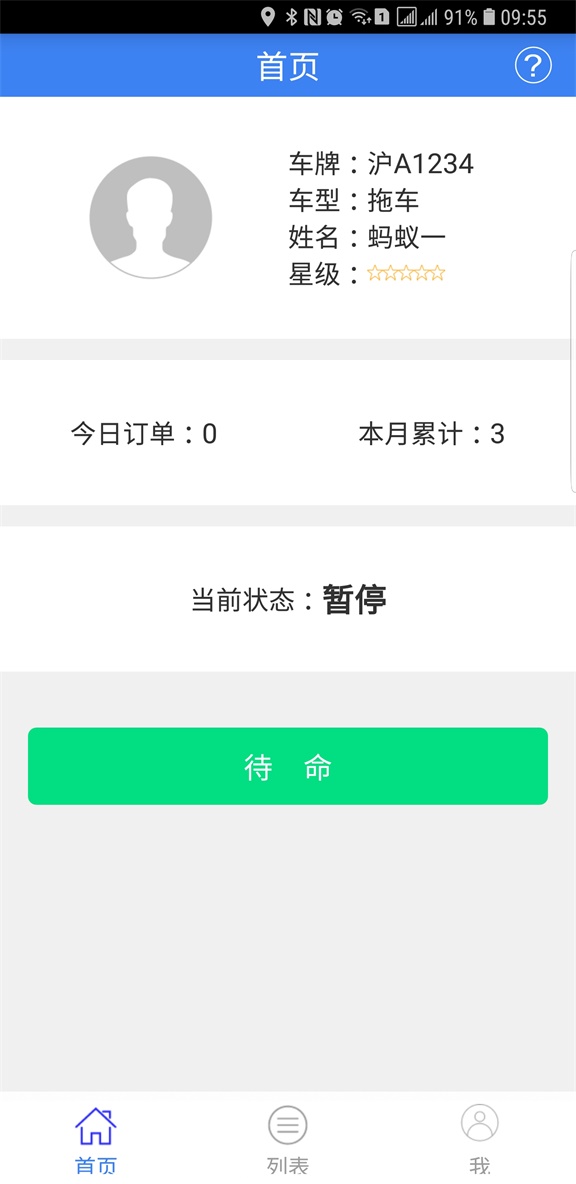 91% 09:55
首页
?
车牌：沪A1234
车型：拖车
姓名：蚂蚁一
星级：☆☆☆☆☆
今日订单：0
本月累计：3
当前状态：暂停
待 命
首页
列表
我